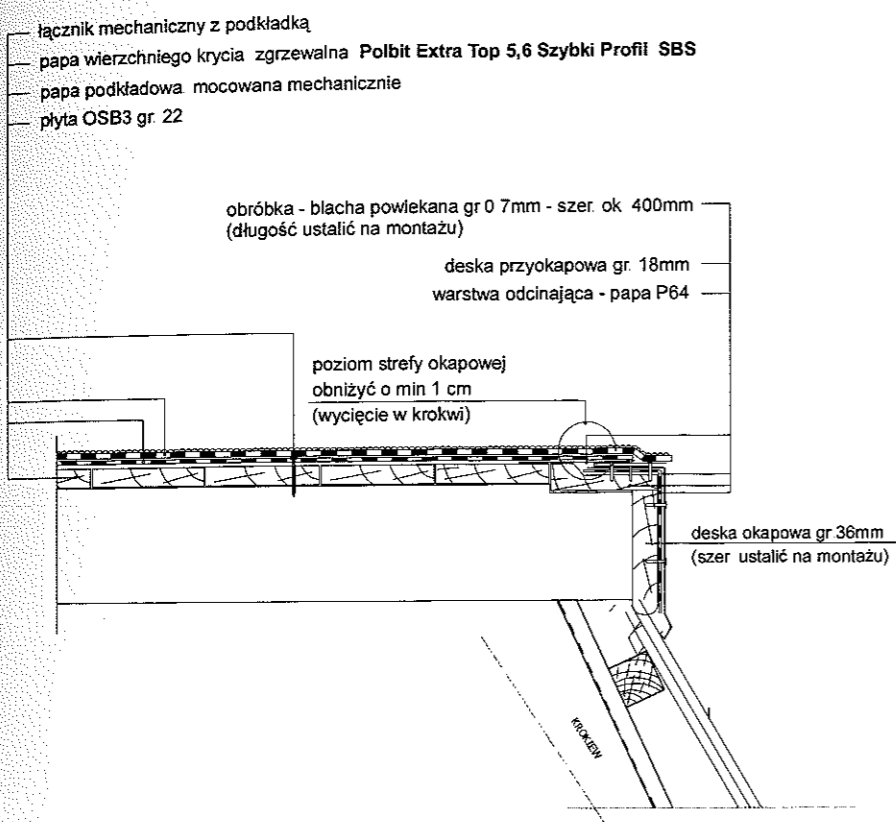 łącznik mechaniczny z podkładką
papa wierzchniego krycia zgrzewalna Polbit Extra Top 5,6 Szybki Profil SBS
papa podkładowa mocowana mechanicznie
płyta OSB3 gr. 22
obróbka - blacha powlekana gr 0 7mm - szer. ok 400mm
(długość ustalić na montażu)
deska przyokapowa gr. 18mm
warstwa odcinająca - papa P64
poziom strefy okapowej
obniżyć o min 1 cm
(wycięcie w krokwi)
deska okapowa gr.36mm
(szer ustalić na montażu)
KROKIEW